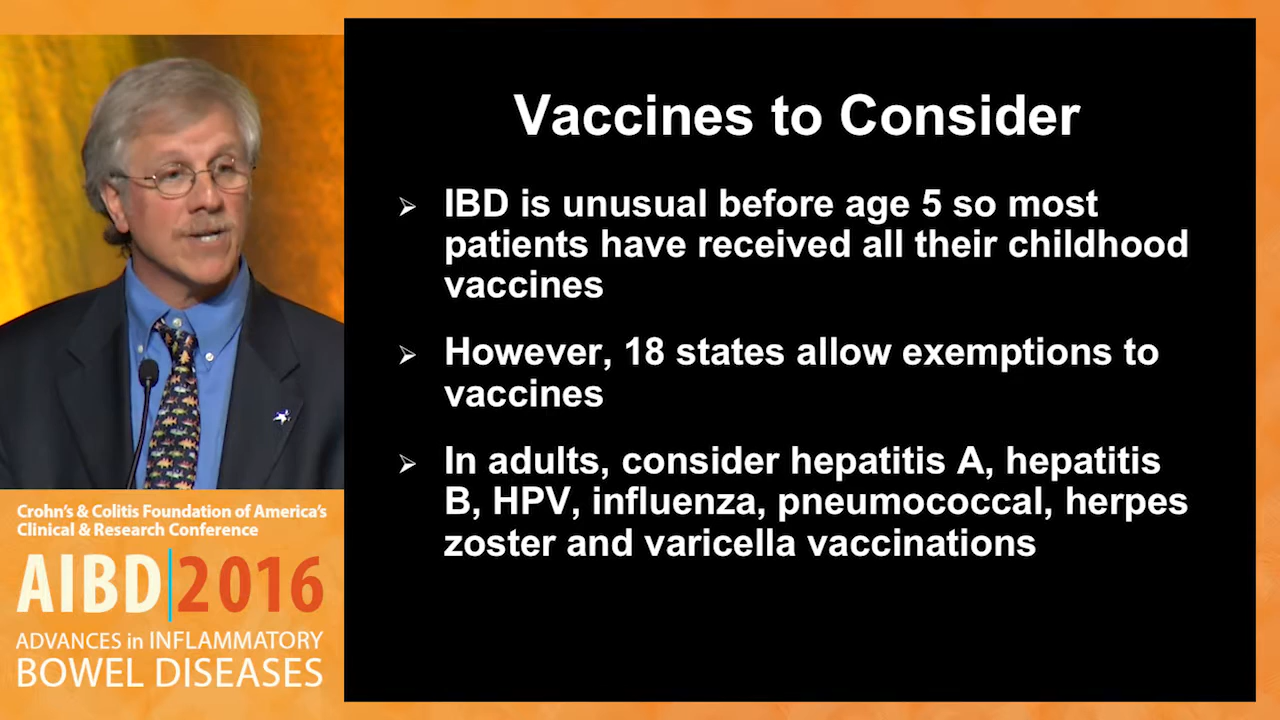 Vaccines to Consider
IBD is unusual before age 5 so most
patients have received all their childhood
vaccines
However, 18 states allow exemptions to
vaccines
In adults, consider hepatitis A, hepatitis
B, HPV, influenza, pneumococcal, herpes
zoster and varicella vaccinations
Crohn's & Colitis Foundation of America's
Clinical & Research Conference
AIBD|2016
ADVANCES in INFLAMMATORY
BOWEL DISEASES